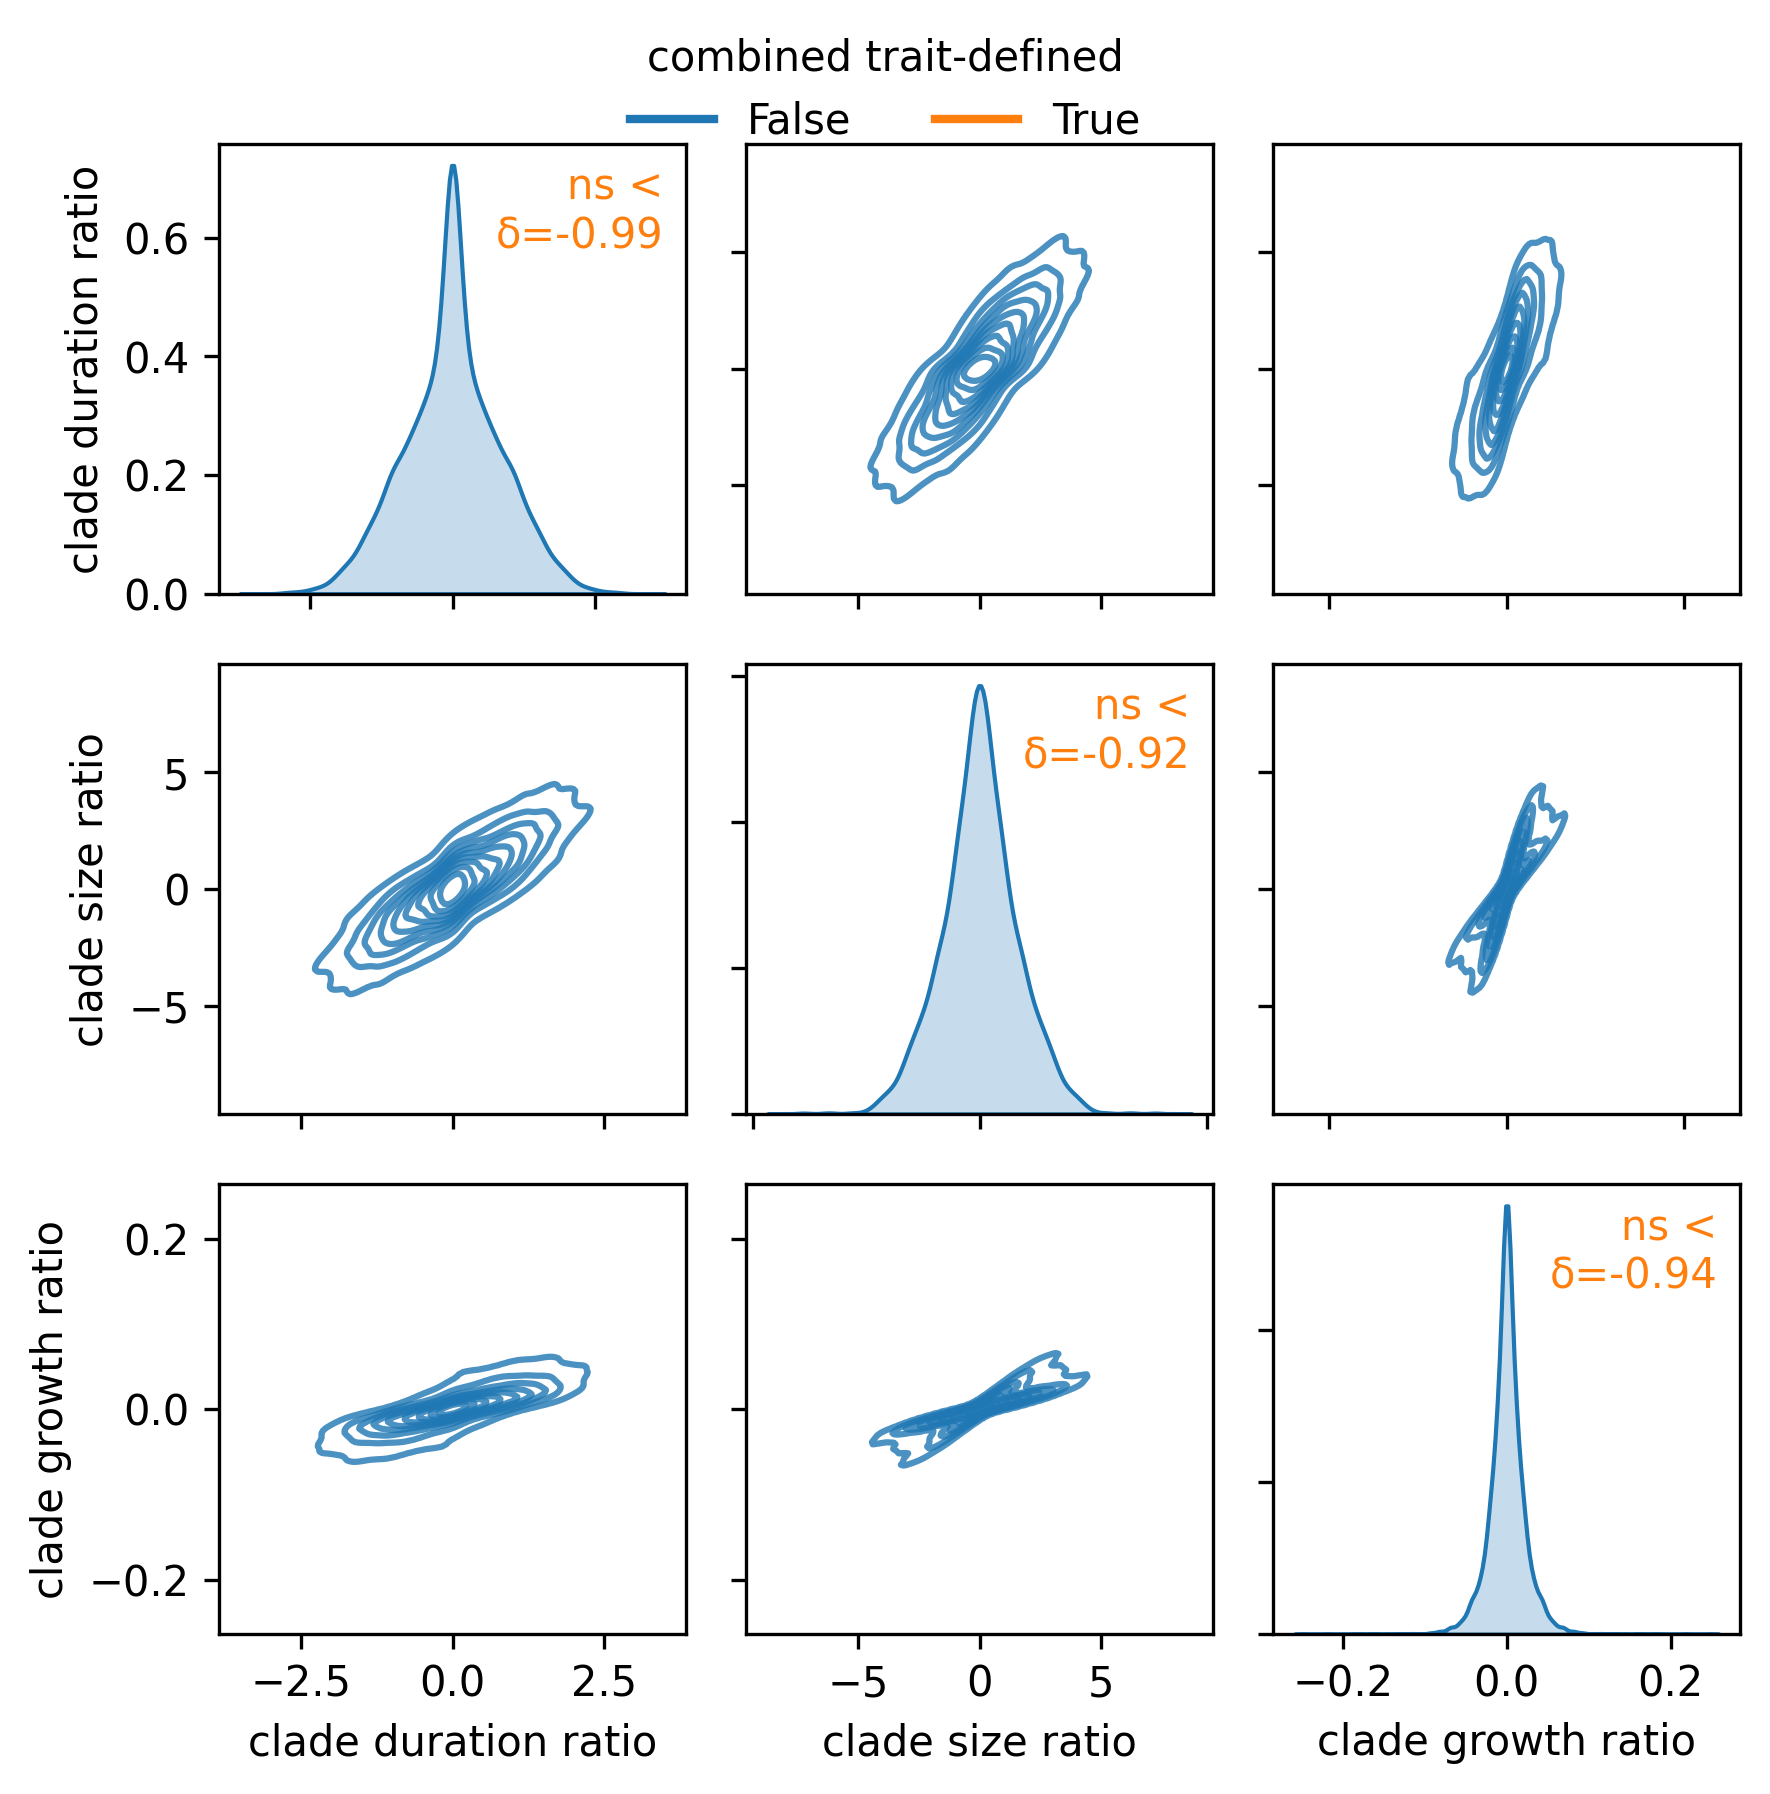 combined trait-defined
False True
clade duration ratio
0.6
0.4
0.2
0.0
ns <
δ=-0.99
clade size ratio
5
0
−5
ns <
δ=-0.92
clade growth ratio
0.2
0.0
−0.2
ns <
δ=-0.94
−2.5 0.0 2.5
−5 0 5
−0.2 0.0 0.2
clade duration ratio
clade size ratio
clade growth ratio